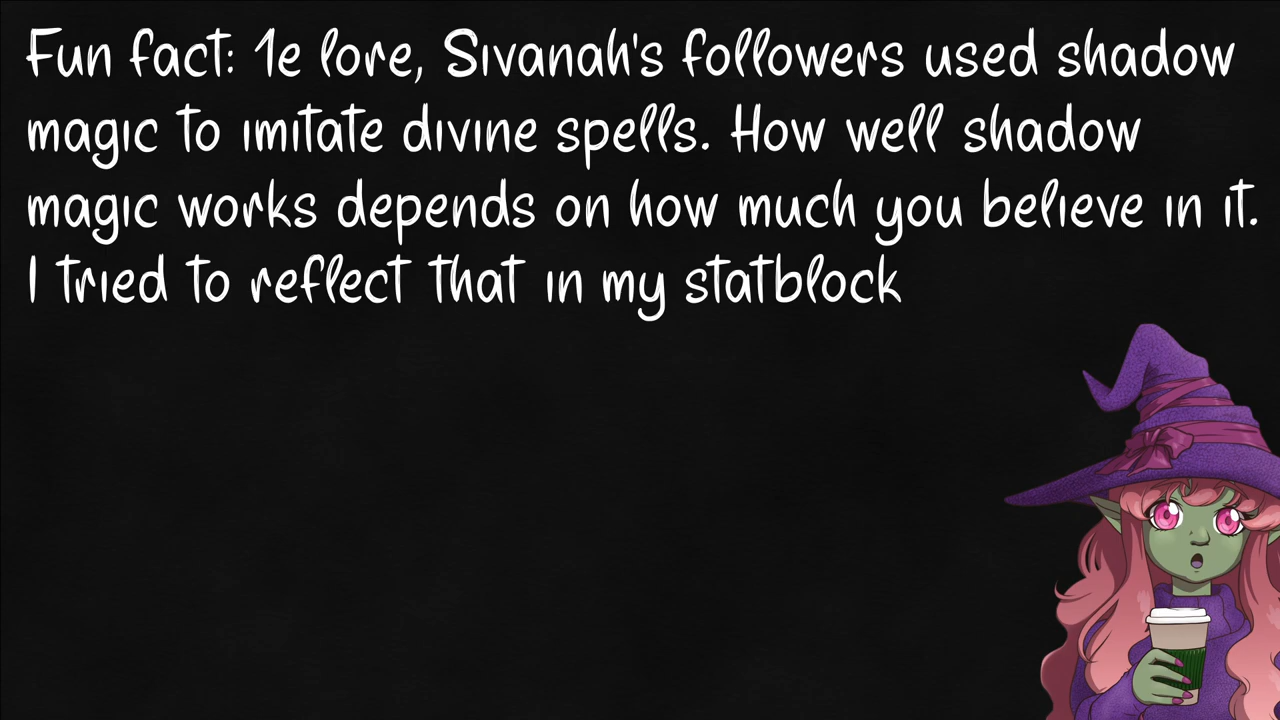 Fun fact: 1e lore, Sivanah's followers used shadow
magic to imitate divine spells. How well shadow
magic works depends on how much you believe in it.
I tried to reflect that in my statblock